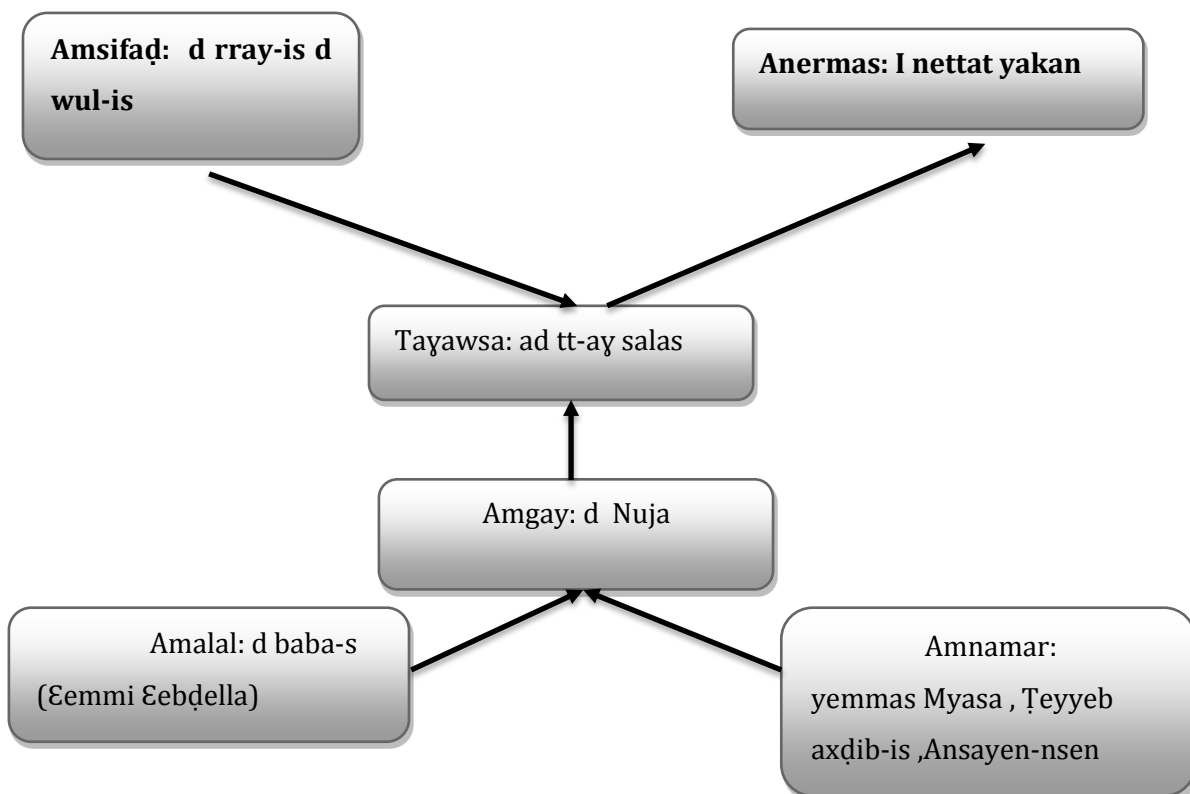 Amsifaḍ: d rray-is d
wul-is
Anermas: I nettat yakan
Taɣawsa: ad tt-aɣ salas
Amgay: d Nuja
Amalal: d baba-s
(Ɛemmi Ɛebḍella)
Amnamar:
yemmas Myasa , Ṭeyyeb
axḍib-is ,Ansayen-nsen